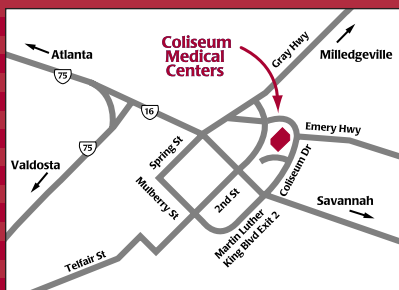 Atlanta
75
Coliseum
Medical
Centers
Gray Hwy
Milledgeville
16
Emery Hwy
75
Valdosta
Spring St
Coliseum Dr
Mulberry St
2nd St
Savannah
Martin Luther
King Blvd Exit 2
Telfair St